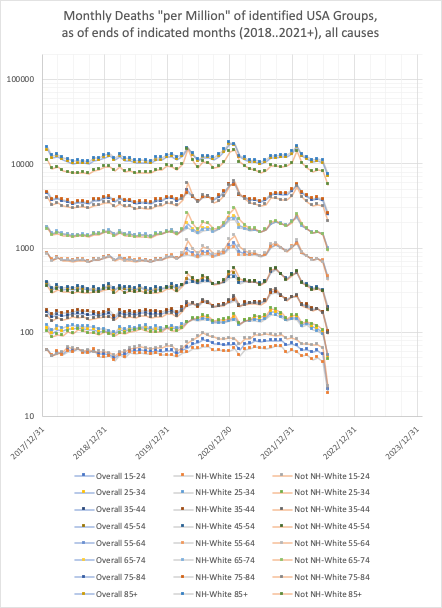 Monthly Deaths "per Million" of identified USA Groups,
as of ends of indicated months (2018..2021+), all causes
100000
10000
1000
100
10
2017/12/31
2018/12/31
2019/12/31
2020/12/31
2021/12/31
2022/12/31
2023/12/31
Overall 15-24 NH-White 15-24 Not NH-White 15-24
Overall 25-34 NH-White 25-34 Not NH-White 25-34
Overall 35-44 NH-White 35-44 Not NH-White 35-44
Overall 45-54 NH-White 45-54 Not NH-White 45-54
Overall 55-64 NH-White 55-64 Not NH-White 55-64
Overall 65-74 NH-White 65-74 Not NH-White 65-74
Overall 75-84 NH-White 75-84 Not NH-White 75-84
Overall 85+ NH-White 85+ Not NH-White 85+